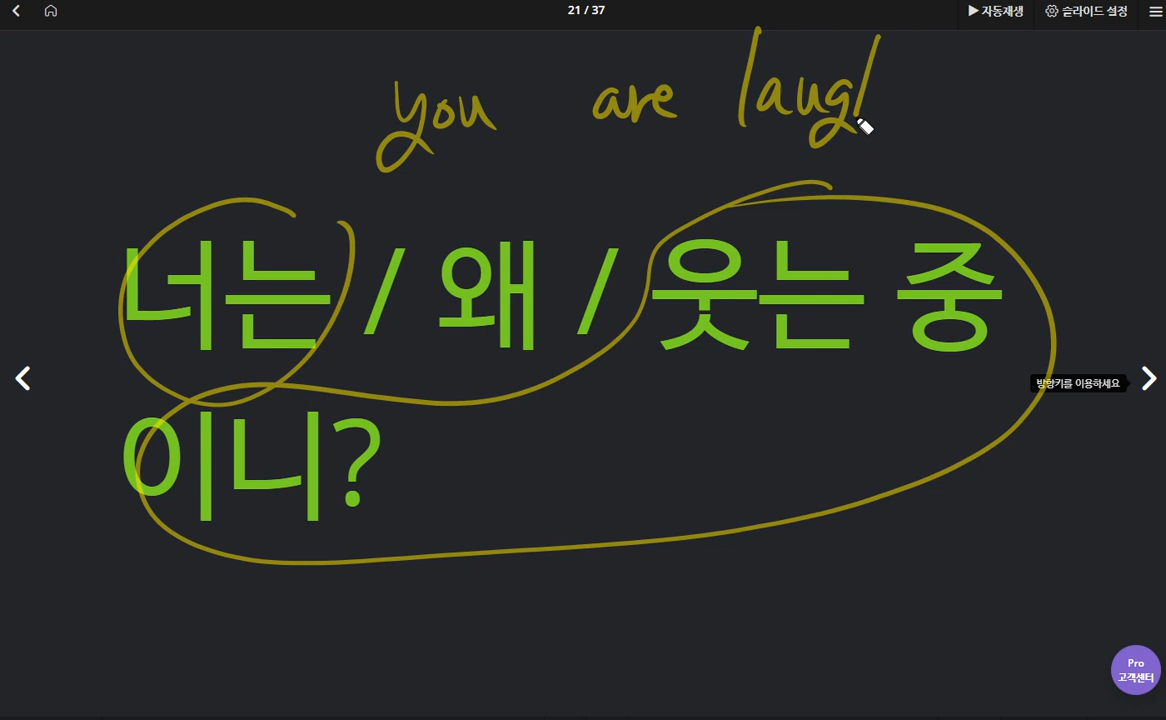 21 / 37
자동재생
슬라이드 설정
you are laugh
너는 / 왜 / 웃는 중
이니?
방향키를 이용하세요
Pro
고객센터